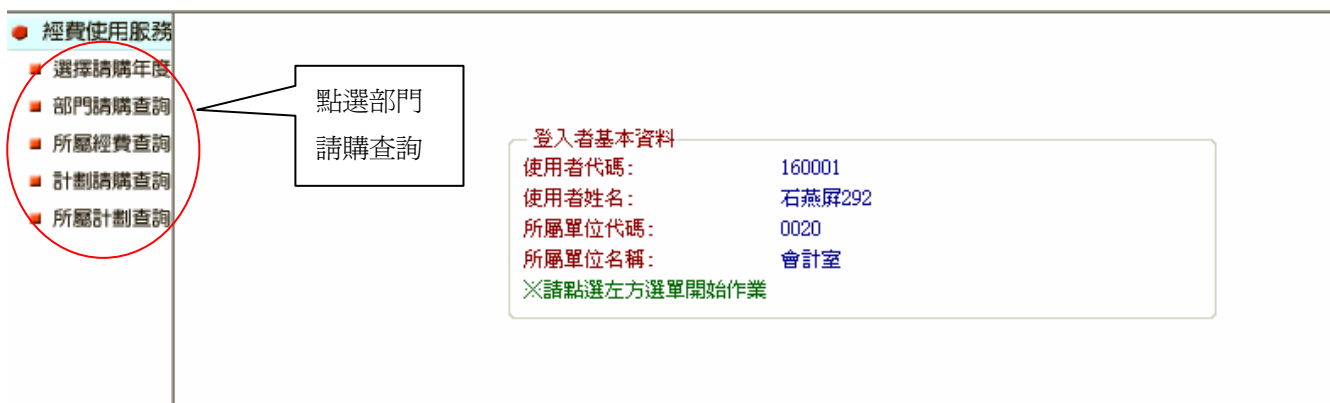 經費使用服務
選擇請購年度
部門請購查詢
所屬經費查詢
計劃請購查詢
所屬計劃查詢
點選部門
請購查詢
登入者基本資料
使用者代碼: 160001
使用者姓名: 石燕屛292
所屬單位代碼: 0020
所屬單位名稱: 會計室
※請點選左方選單開始作業